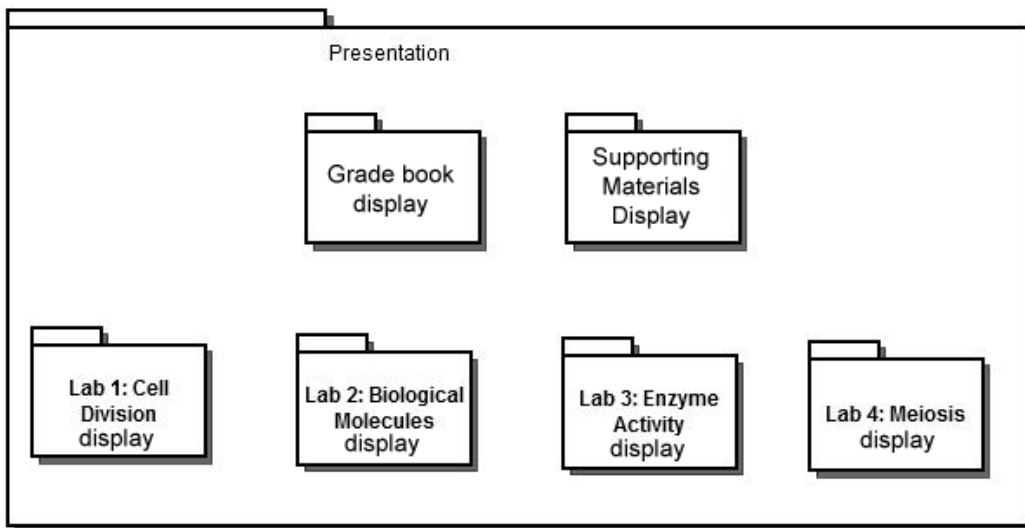 Presentation
Grade book
display
Supporting
Materials
Display
Lab 1: Cell
Division
display
Lab 2: Biological
Molecules
display
Lab 3: Enzyme
Activity
display
Lab 4: Meiosis
display